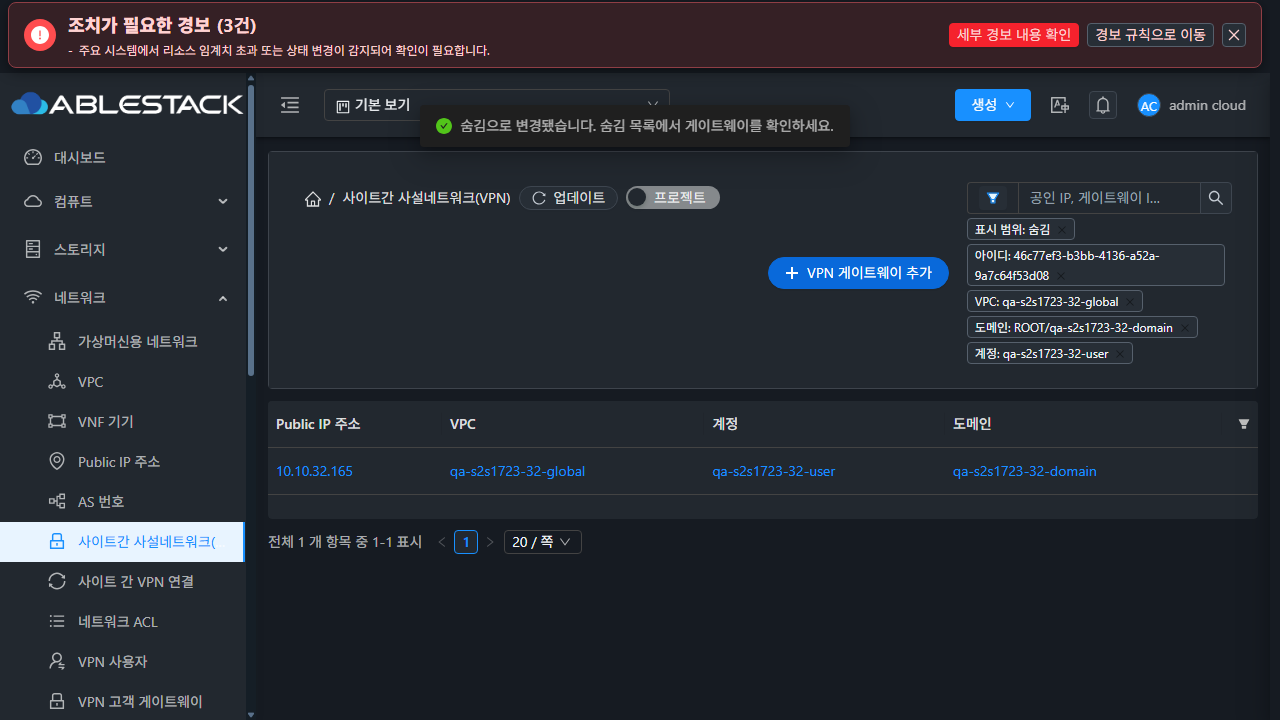 조치가 필요한 경보 (3건)
- 주요 시스템에서 리소스 임계치 초과 또는 상태 변경이 감지되어 확인이 필요합니다.
세부 경보 내용 확인
경보 규칙으로 이동
ABLESTACK
기본 보기
생성
AC
admin cloud
숨김으로 변경됐습니다. 숨김 목록에서 게이트웨이를 확인하세요.
대시보드
컴퓨트
스토리지
네트워크
가상머신용 네트워크
VPC
VNF 기기
Public IP 주소
AS 번호
사이트간 사설네트워크(
사이트 간 VPN 연결
네트워크 ACL
VPN 사용자
VPN 고객 게이트웨이
/ 사이트간 사설네트워크(VPN)
업데이트
프로젝트
공인 IP, 게이트웨이 I...
VPN 게이트웨이 추가
표시 범위: 숨김
아이디: 46c77ef3-b3bb-4136-a52a-
9a7c64f53d08
VPC: qa-s2s1723-32-global
도메인: ROOT/qa-s2s1723-32-domain
계정: qa-s2s1723-32-user
Public IP 주소 VPC 계정 도메인
10.10.32.165 qa-s2s1723-32-global qa-s2s1723-32-user qa-s2s1723-32-domain
전체 1 개 항목 중 1-1 표시 1 20 / 쪽